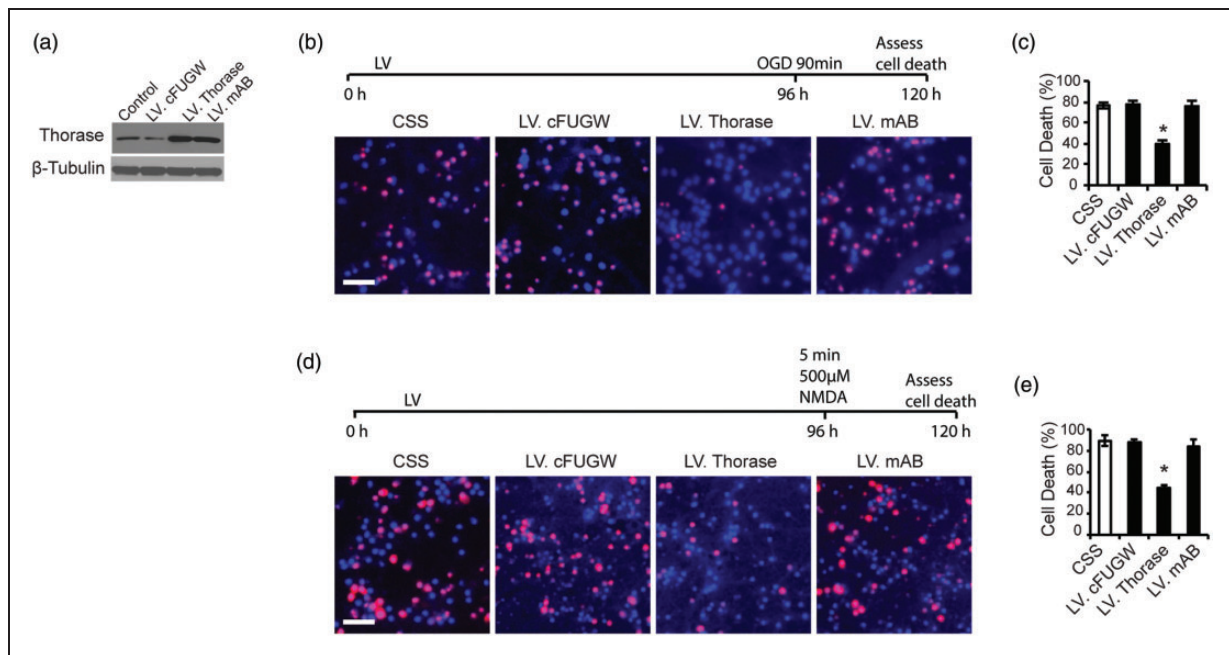 (a)
Control
LV. cFUGW
LV. Thorase
LV. mAB
Thorase
β-Tubulin
(b)
LV
OGD 90min
Assess
cell death
0 h
96 h
120 h
CSS
LV. cFUGW
LV. Thorase
LV. mAB
(c)
Cell Death (%)
100
80
60
40
20
0
*
CSS
LV. cFUGW
LV. Thorase
LV. mAB
(d)
LV
5 min
500µM
NMDA
Assess
cell death
0 h
96 h
120 h
CSS
LV. cFUGW
LV. Thorase
LV. mAB
(e)
Cell Death (%)
100
80
60
40
20
0
*
CSS
LV. cFUGW
LV. Thorase
LV. mAB